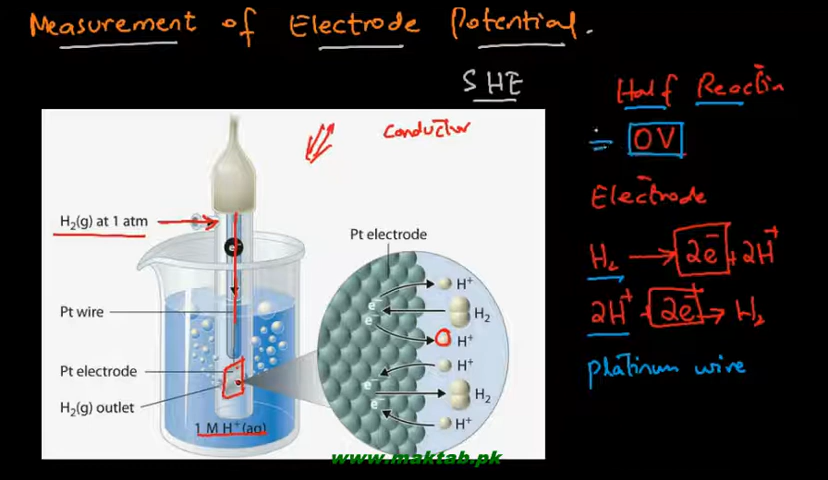 Measurement of Electrode Potential.
SHE
Half Reactin
= 0V
conductor
Electrode
H₂ → 2e⁻ + 2H⁺
2H⁺ + 2e⁻ → H₂
platinum wire
H₂(g) at 1 atm
e⁻
Pt wire
Pt electrode
H₂(g) outlet
1 M H⁺(aq)
Pt electrode
H⁺
e⁻
H₂
e⁻
H⁺
H⁺
e⁻
H₂
e⁻
H⁺
www.maktab.pk